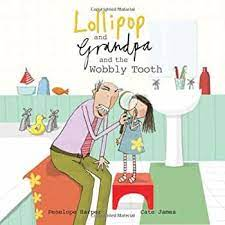 Lollipop
and
Grandpa
and the
Wobbly Tooth
Penelope Harper
Cate James